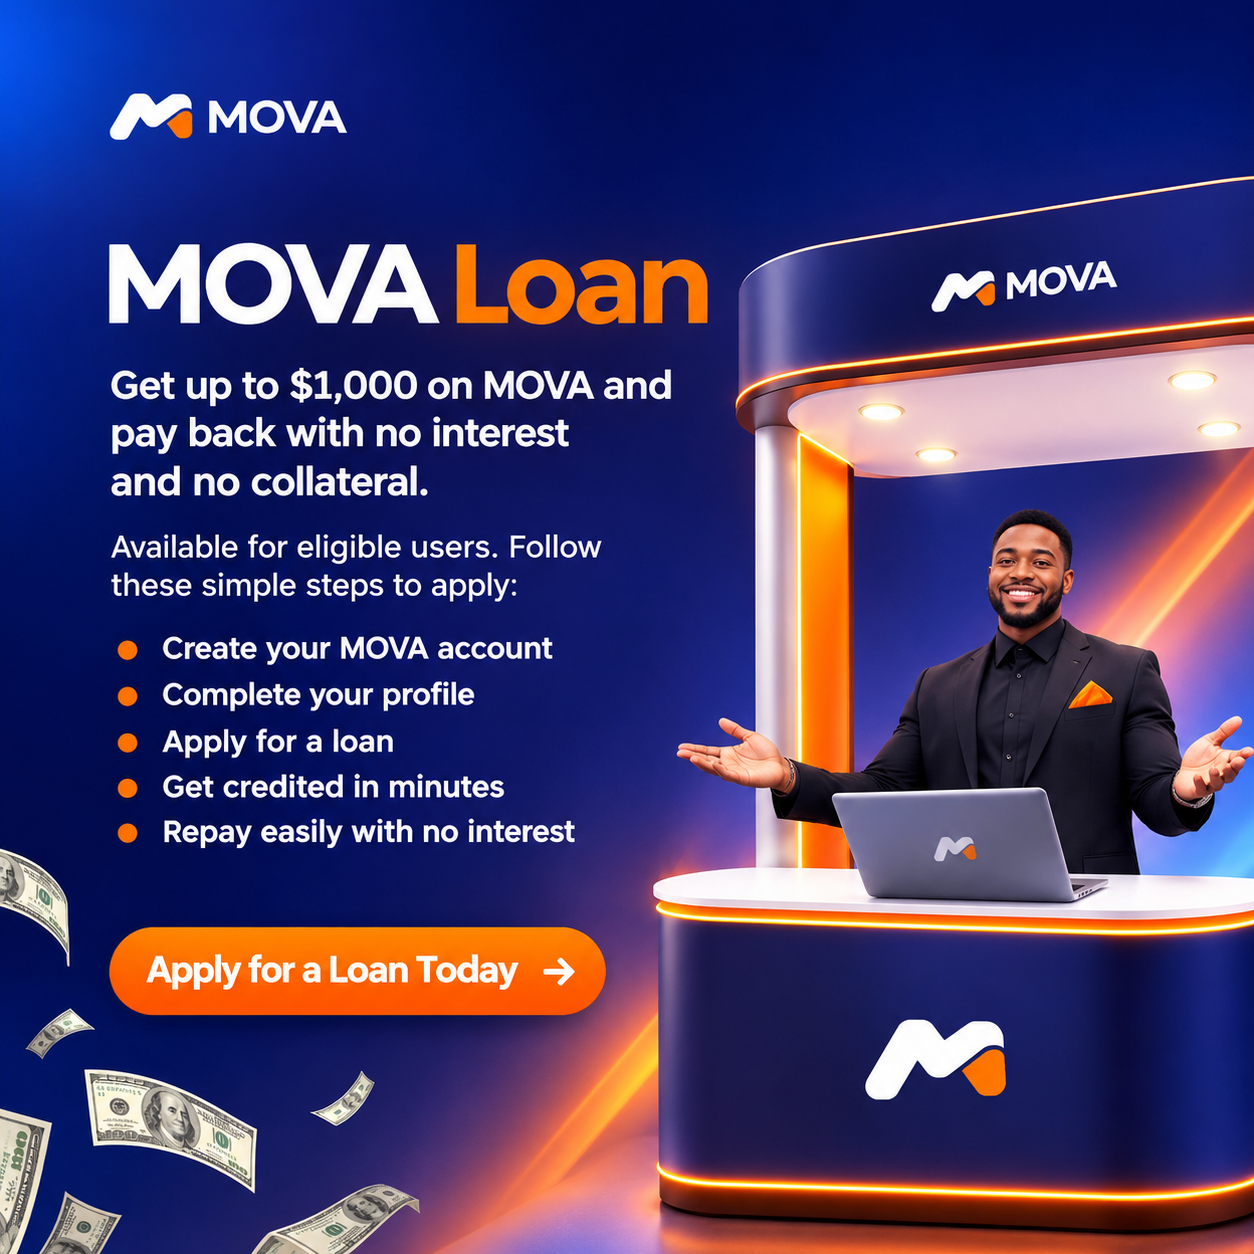 MOVA
MOVA Loan
Get up to $1,000 on MOVA and
pay back with no interest
and no collateral.
Available for eligible users. Follow
these simple steps to apply:
Create your MOVA account
Complete your profile
Apply for a loan
Get credited in minutes
Repay easily with no interest
Apply for a Loan Today
MOVA
100